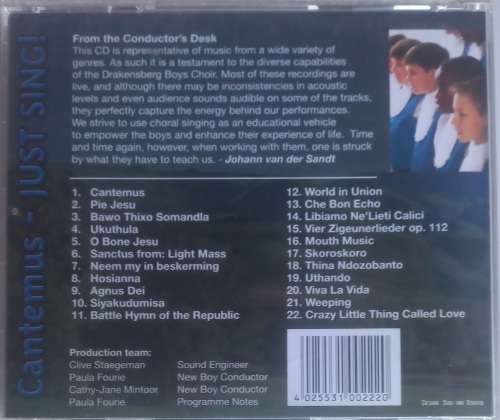 Cantemus - JUST SING!
From the Conductor's Desk
This CD is representative of music from a wide variety of
genres. As such it is a testament to the diverse capabilities
of the Drakensberg Boys Choir. Most of these recordings are
live, and although there may be inconsistencies in acoustic
levels and even audience sounds audible on some of the tracks,
they perfectly capture the energy behind our performances.
We strive to use choral singing as an educational vehicle
to empower the boys and enhance their experience of life. Time
and time again, however, when working with them, one is struck
by what they have to teach us. - Johann van der Sandt
1. Cantemus
2. Pie Jesu
3. Bawo Thixo Somandla
4. Ukuthula
5. O Bone Jesu
6. Sanctus from: Light Mass
7. Neem my in beskerming
8. Hosianna
9. Agnus Dei
10. Siyakudumisa
11. Battle Hymn of the Republic
12. World in Union
13. Che Bon Echo
14. Libiamo Ne'Lieti Calici
15. Vier Zigeunerlieder op. 112
16. Mouth Music
17. Skoroskoro
18. Thina Ndozobanto
19. Uthando
20. Viva La Vida
21. Weeping
22. Crazy Little Thing Called Love
Production team:
Clive Staegeman Sound Engineer
Paula Fourie New Boy Conductor
Cathy-Jane Mintoor New Boy Conductor
Paula Fourie Programme Notes
4 025531 002220